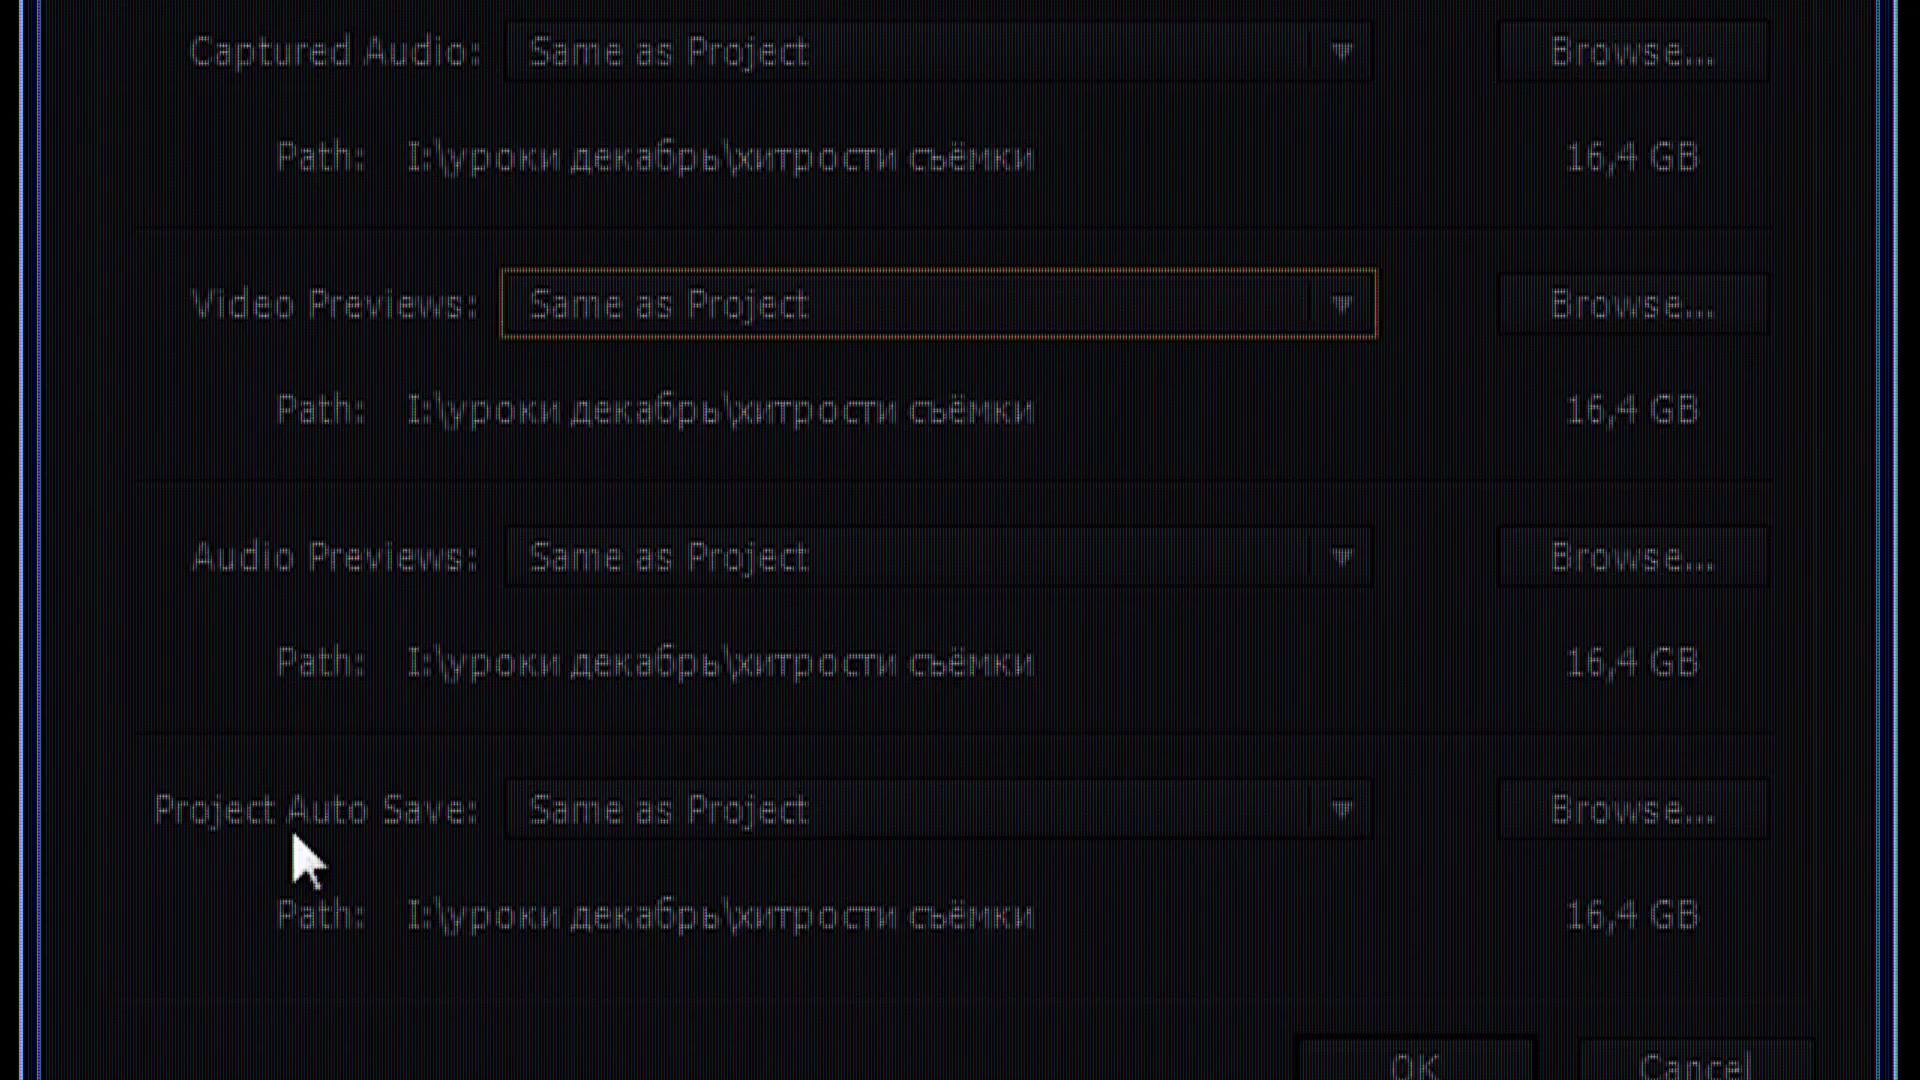 Captured Audio: Same as Project Browse...
Path: I:\уроки декабрь\хитрости съёмки 16,4 GB
Video Previews: Same as Project Browse...
Path: I:\уроки декабрь\хитрости съёмки 16,4 GB
Audio Previews: Same as Project Browse...
Path: I:\уроки декабрь\хитрости съёмки 16,4 GB
Project Auto Save: Same as Project Browse...
Path: I:\уроки декабрь\хитрости съёмки 16,4 GB
OK Cancel